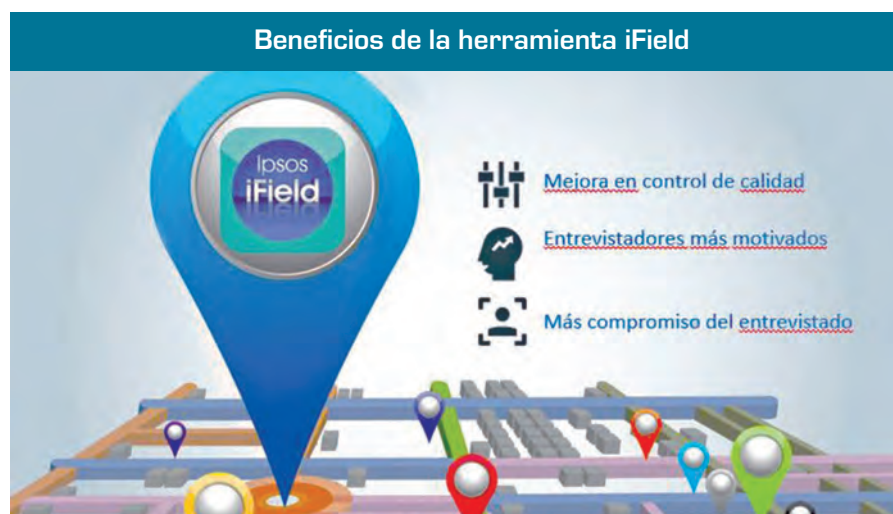 Beneficios de la herramienta iField
Ipsos
iField
Mejora en control de calidad
Entrevistadores más motivados
Más compromiso del entrevistado